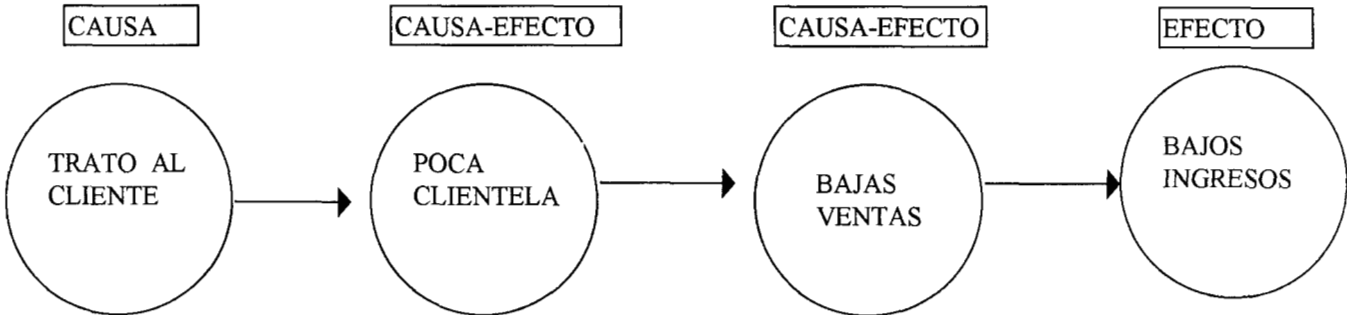 CAUSA
CAUSA-EFECTO
CAUSA-EFECTO
EFECTO
TRATO AL
CLIENTE
POCA
CLIENTELA
BAJAS
VENTAS
BAJOS
INGRESOS